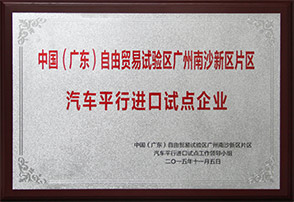 中国（广东）自由贸易试验区广州南沙新区片区
汽车平行进口试点企业
中国（广东）自由贸易试验区广州南沙新区片区
汽车平行进口试点工作领导小组
二〇一五年十一月五日